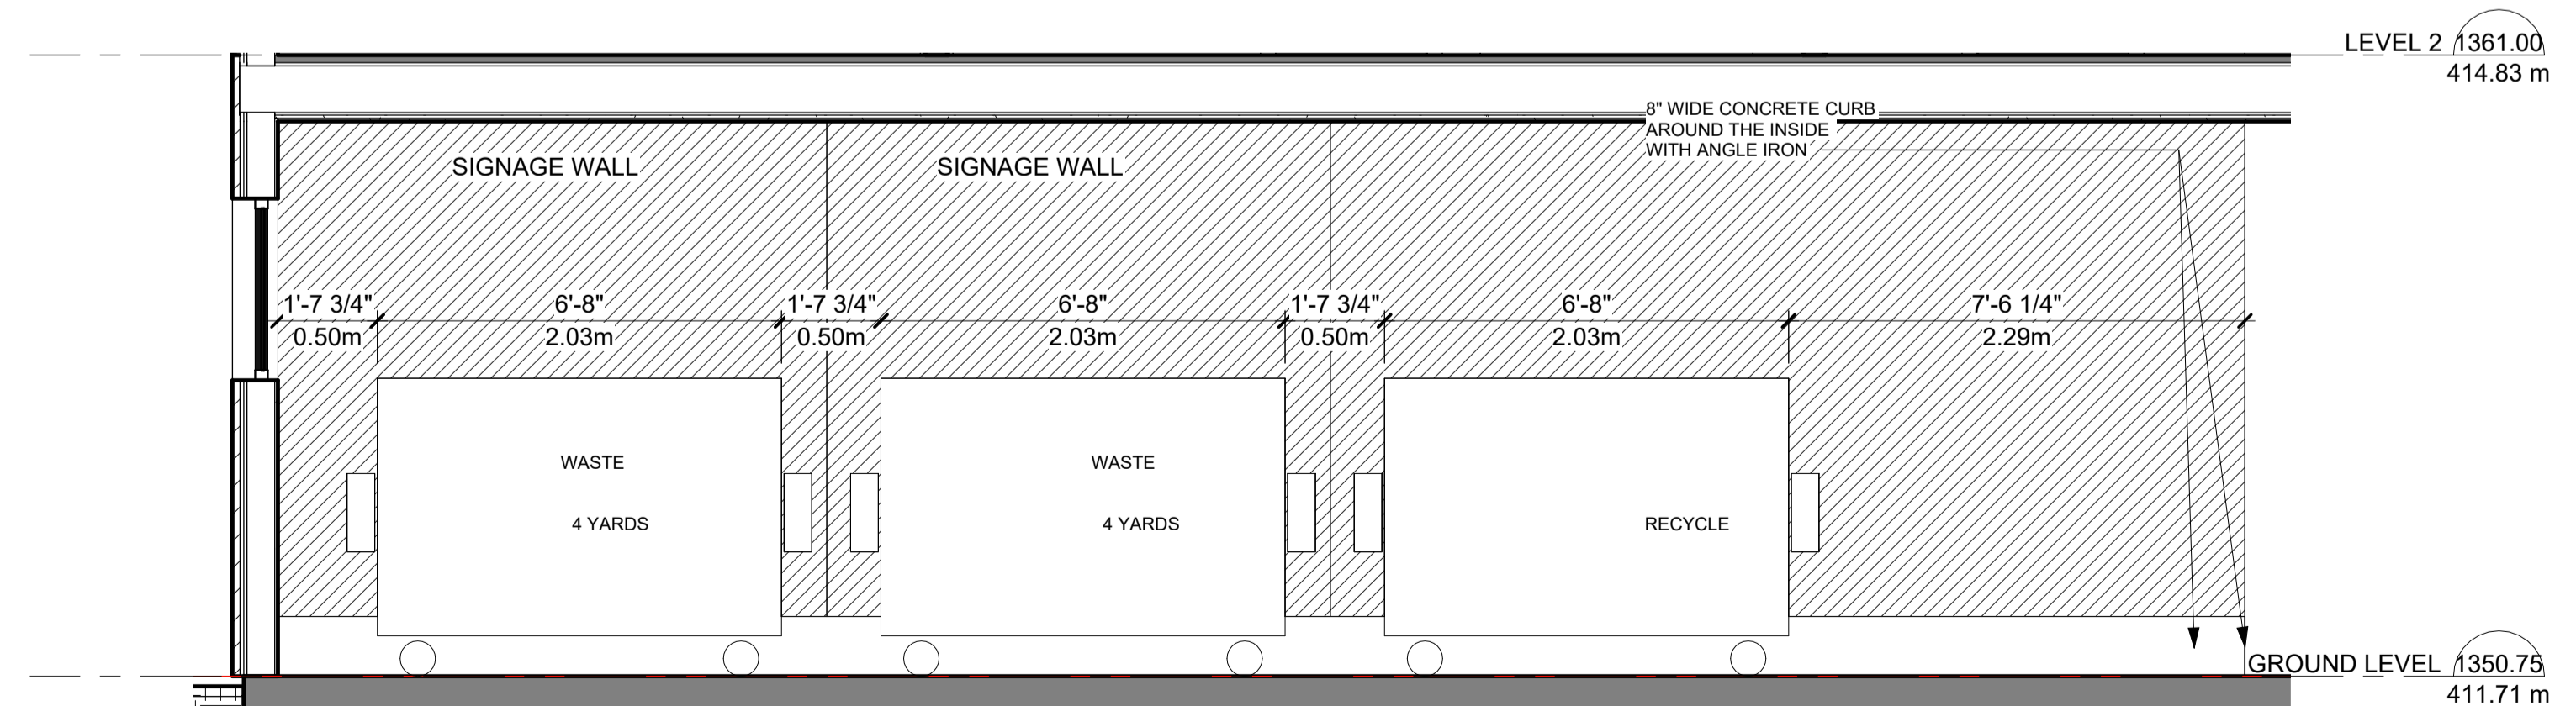 LEVEL 2 1361.00
414.83 m
8" WIDE CONCRETE CURB
AROUND THE INSIDE
WITH ANGLE IRON
SIGNAGE WALL SIGNAGE WALL
1'-7 3/4" 6'-8" 1'-7 3/4" 6'-8" 1'-7 3/4" 6'-8" 7'-6 1/4"
0.50m 2.03m 0.50m 2.03m 0.50m 2.03m 2.29m
WASTE WASTE
4 YARDS 4 YARDS RECYCLE
GROUND LEVEL 1350.75
411.71 m